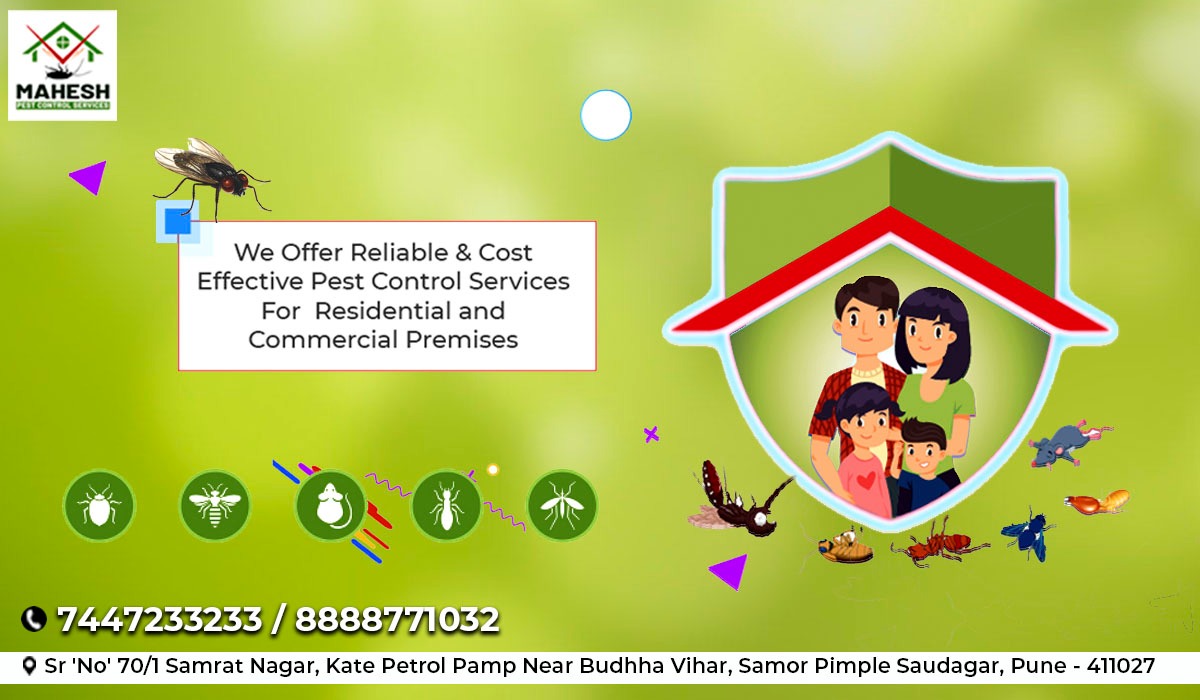 MAHESH
PEST CONTROL SERVICES
We Offer Reliable & Cost
Effective Pest Control Services
For  Residential and
Commercial Premises
7447233233 / 8888771032
Sr 'No' 70/1 Samrat Nagar, Kate Petrol Pamp Near Budhha Vihar, Samor Pimple Saudagar, Pune - 411027